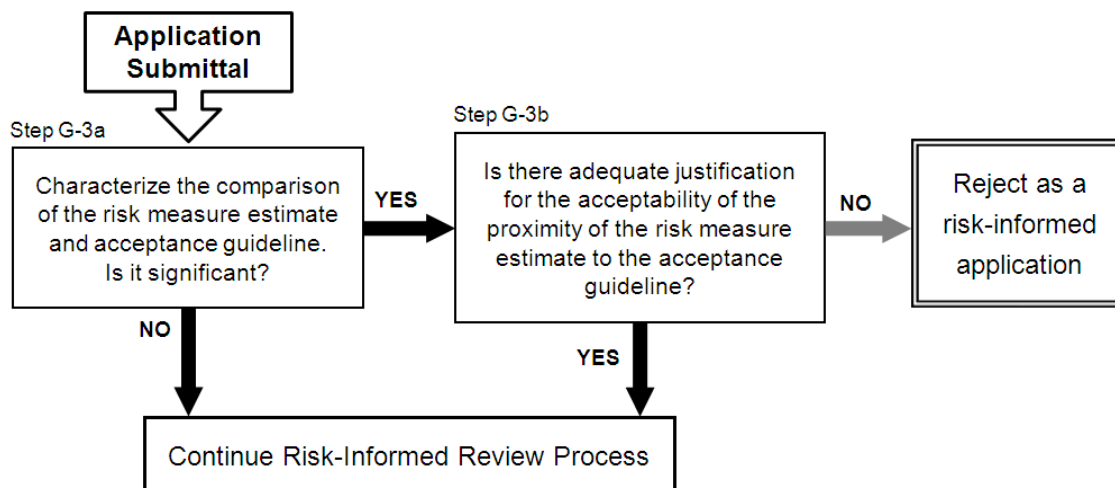 Application
Submittal
Step G-3a
Characterize the comparison
of the risk measure estimate
and acceptance guideline.
Is it significant?
YES
Step G-3b
Is there adequate justification
for the acceptability of the
proximity of the risk measure
estimate to the acceptance
guideline?
NO
Reject as a
risk-informed
application
NO
YES
Continue Risk-Informed Review Process